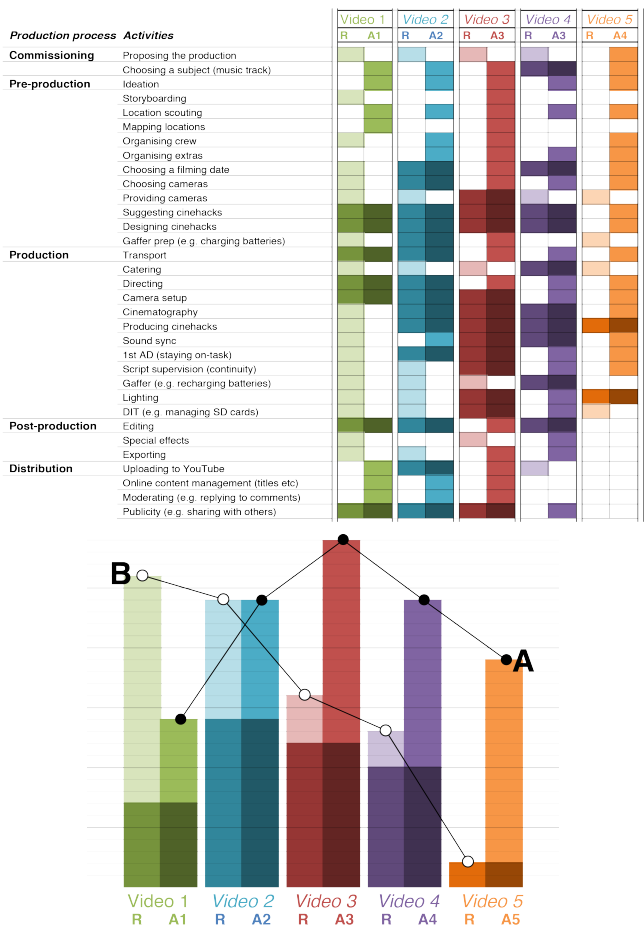 Video 1 Video 2 Video 3 Video 4 Video 5
Production process Activities R A1 R A2 R A3 R A3 R A4
Commissioning Proposing the production
Choosing a subject (music track)
Pre-production Ideation
Storyboarding
Location scouting
Mapping locations
Organising crew
Organising extras
Choosing a filming date
Choosing cameras
Providing cameras
Suggesting cinehacks
Designing cinehacks
Gaffer prep (e.g. charging batteries)
Production Transport
Catering
Directing
Camera setup
Cinematography
Producing cinehacks
Sound sync
1st AD (staying on-task)
Script supervision (continuity)
Gaffer (e.g. recharging batteries)
Lighting
DIT (e.g. managing SD cards)
Post-production Editing
Special effects
Exporting
Distribution Uploading to YouTube
Online content management (titles etc)
Moderating (e.g. replying to comments)
Publicity (e.g. sharing with others)
B
A
Video 1 Video 2 Video 3 Video 4 Video 5
R A1 R A2 R A3 R A4 R A5